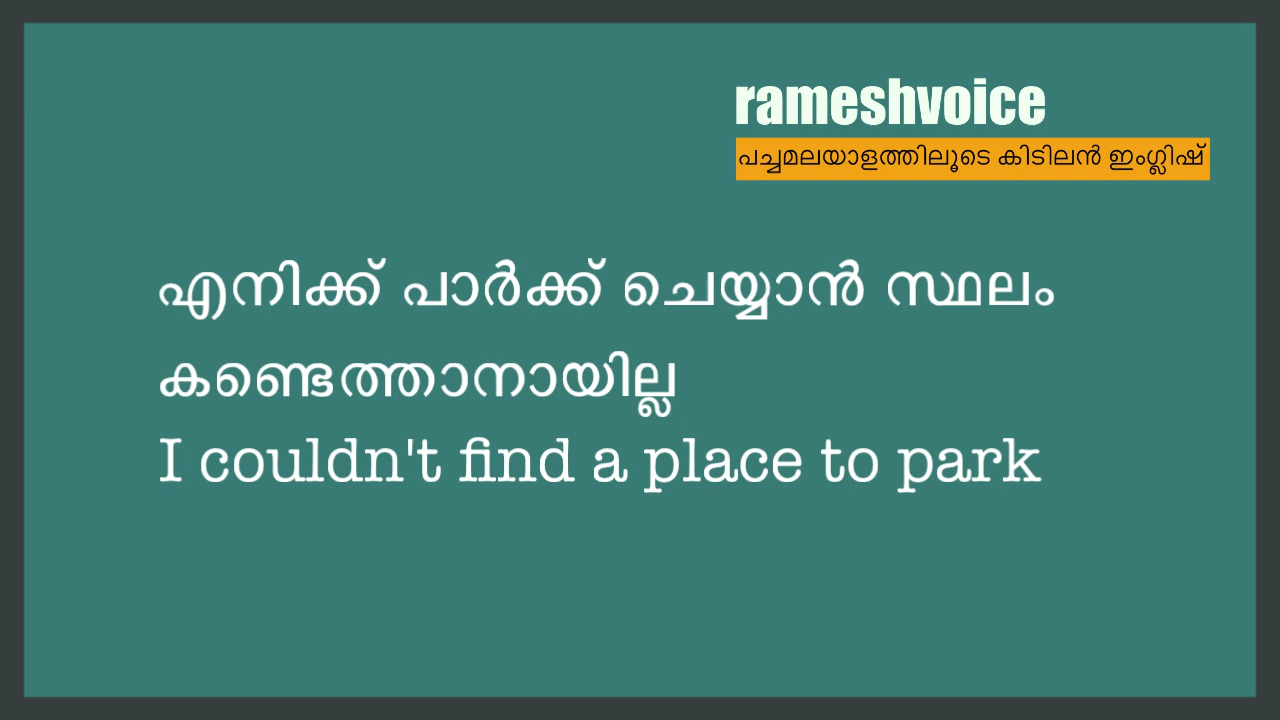 rameshvoice
പച്ചമലയാളത്തിലൂടെ കിടിലൻ ഇംഗ്ലിഷ്
എനിക്ക് പാർക്ക് ചെയ്യാൻ സ്ഥലം
കണ്ടെത്താനായില്ല
I couldn't find a place to park